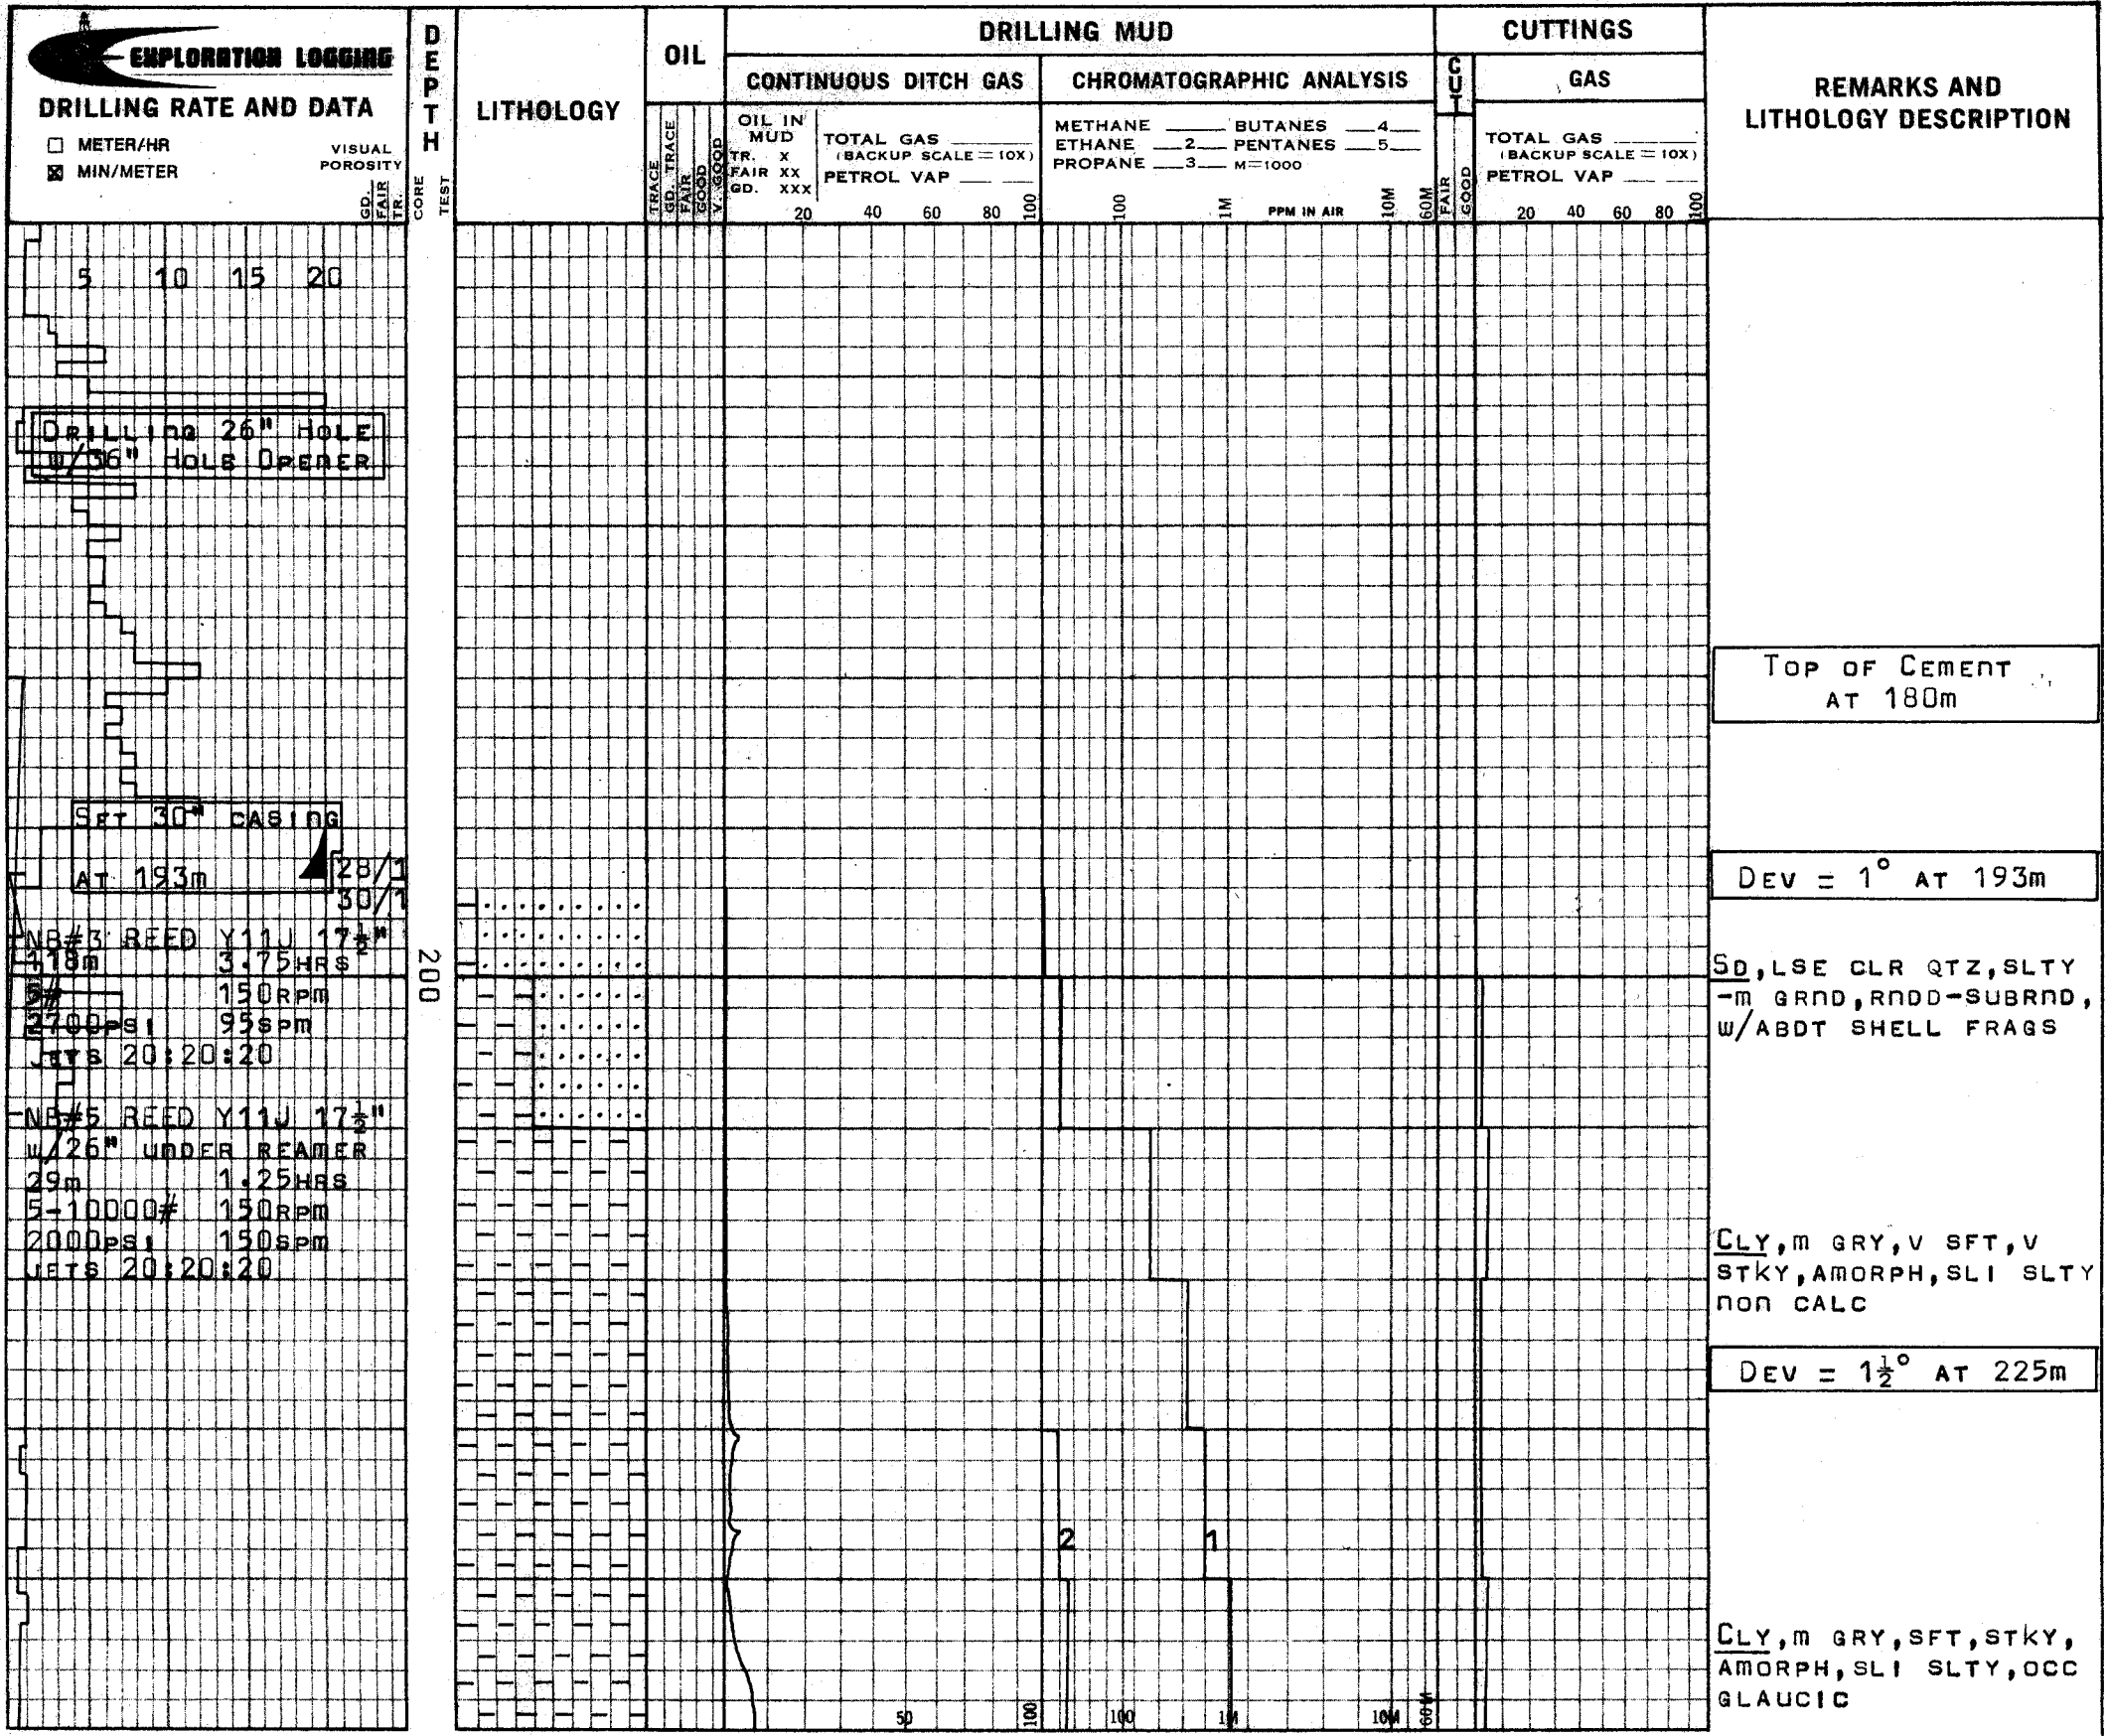 EXPLORATION LOGGING
DRILLING RATE AND DATA
METER/HR
MIN/METER
VISUAL
POROSITY
GD.
FAIR
TR.
DEPTH
CORE
TEST
LITHOLOGY
OIL
TRACE
GD. TRACE
FAIR
GOOD
V. GOOD
DRILLING MUD
CONTINUOUS DITCH GAS
OIL IN
MUD
TR. X
FAIR XX
GD. XXX
TOTAL GAS
(BACKUP SCALE = 10X)
PETROL VAP
20 40 60 80 100
CHROMATOGRAPHIC ANALYSIS
METHANE BUTANES 4
ETHANE 2 PENTANES 5
PROPANE 3 M=1000
100 1M PPM IN AIR 10M 60M
CUTTINGS
CUT
FAIR
GOOD
GAS
TOTAL GAS
(BACKUP SCALE = 10X)
PETROL VAP
20 40 60 80 100
REMARKS AND
LITHOLOGY DESCRIPTION
5 10 15 20
DRILLING 26" HOLE
W/36" HOLE OPENER
TOP OF CEMENT
AT 180m
SET 30" CASING
AT 193m
28/1
30/1
DEV = 1° AT 193m
NB#3 REED Y11J 17½"
118m 3.75HRS
150RPM
2700PSI 95SPM
JETS 20:20:20
200
SD, LSE CLR QTZ, SLTY
-m GRND, RNDD-SUBRND,
W/ABDT SHELL FRAGS
NB#5 REED Y11J 17½"
W/26" UNDER REAMER
29m 1.25HRS
5-10000# 150RPM
2000PSI 150SPM
JETS 20:20:20
CLY, m GRY, V SFT, V
STKY, AMORPH, SLI SLTY
NON CALC
DEV = 1½° AT 225m
2
1
CLY, m GRY, SFT, STKY,
AMORPH, SLI SLTY, OCC
GLAUCIC
50 100 100 1M 10M 60M